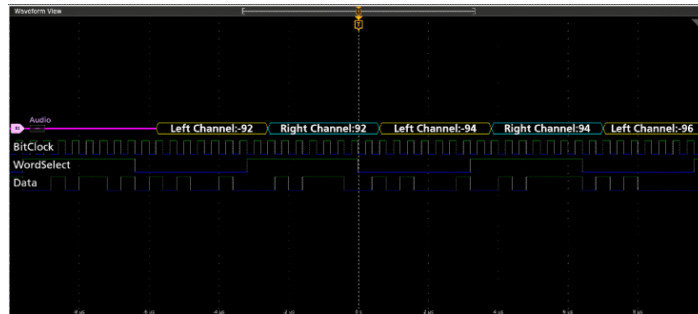 Waveform View
T
Audio
Left Channel:-92 Right Channel:92 Left Channel:-94 Right Channel:94 Left Channel:-96
BitClock
WordSelect
Data